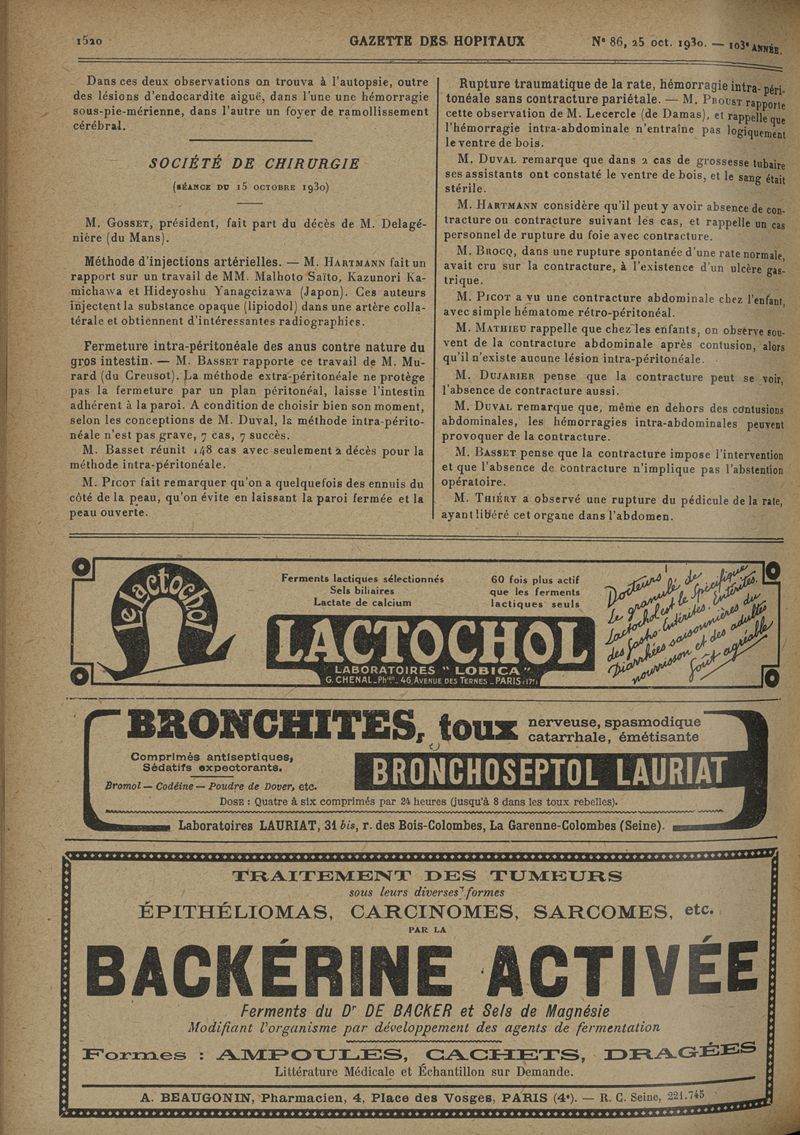 1520
GAZETTE DES HOPITAUX
N° 86, 25 oct. 1930. — 103e ANNÉE.
Dans ces deux observations on trouva à l'autopsie, outre
des lésions d'endocardite aiguë, dans l'une une hémorragie
sous-pie-mérienne, dans l'autre un foyer de ramollissement
cérébral.
SOCIÉTÉ DE CHIRURGIE
(SÉANCE DU 15 OCTOBRE 1930)
M. GOSSET, président, fait part du décès de M. Delagé-
nière (du Mans).
Méthode d'injections artérielles. — M. HARTMANN fait un
rapport sur un travail de MM. Malhoto Saïto, Kazunori Ka-
michawa et Hideyoshu Yanagcizawa (Japon). Ces auteurs
injectent la substance opaque (lipiodol) dans une artère colla-
térale et obtiennent d'intéressantes radiographies.
Fermeture intra-péritonéale des anus contre nature du
gros intestin. — M. BASSET rapporte ce travail de M. Mu-
rard (du Creusot). La méthode extra-péritonéale ne protège
pas la fermeture par un plan péritonéal, laisse l'intestin
adhérent à la paroi. A condition de choisir bien son moment,
selon les conceptions de M. Duval, la méthode intra-périto-
néale n'est pas grave, 7 cas, 7 succès.
M. Basset réunit 148 cas avec seulement 2 décès pour la
méthode intra-péritonéale.
M. PICOT fait remarquer qu'on a quelquefois des ennuis du
côté de la peau, qu'on évite en laissant la paroi fermée et la
peau ouverte.
Rupture traumatique de la rate, hémorragie intra-péri-
tonéale sans contracture pariétale. — M. PROUST rapporte
cette observation de M. Lecercle (de Damas), et rappelle que
l'hémorragie intra-abdominale n'entraîne pas logiquement
le ventre de bois.
M. DUVAL remarque que dans 2 cas de grossesse tubaire
ses assistants ont constaté le ventre de bois, et le sang était
stérile.
M. HARTMANN considère qu'il peut y avoir absence de con-
tracture ou contracture suivant les cas, et rappelle un cas
personnel de rupture du foie avec contracture.
M. BROCQ, dans une rupture spontanée d'une rate normale,
avait cru sur la contracture, à l'existence d'un ulcère gas-
trique.
M. PICOT a vu une contracture abdominale chez l'enfant,
avec simple hématome rétro-péritonéal.
M. MATHIEU rappelle que chez les enfants, on observe sou-
vent de la contracture abdominale après contusion, alors
qu'il n'existe aucune lésion intra-péritonéale.
M. DUJARIER pense que la contracture peut se voir,
l'absence de contracture aussi.
M. DUVAL remarque que, même en dehors des contusions
abdominales, les hémorragies intra-abdominales peuvent
provoquer de la contracture.
M. BASSET pense que la contracture impose l'intervention
et que l'absence de contracture n'implique pas l'abstention
opératoire.
M. THIÉRY a observé une rupture du pédicule de la rate,
ayant libéré cet organe dans l'abdomen.
le lactochol
Ferments lactiques sélectionnés
Sels biliaires
Lactate de calcium
60 fois plus actif
que les ferments
lactiques seuls
LACTOCHOL
LABORATOIRES "LOBICA"
G. CHENAL_Phien_46, AVENUE DES TERNES_PARIS (17e)
Docteurs !
Le granulé de
Lactochol est le Spécifique
des Gastro-Entérites, Entérites.
Diarrhées saisonnières du
nourrisson et des adultes
Goût agréable
BRONCHITES, toux nerveuse, spasmodique
catarrhale, émétisante
Comprimés antiseptiques,
Sédatifs expectorants.
Bromol — Codéine — Poudre de Dover, etc.
BRONCHOSEPTOL LAURIAT
DOSE : Quatre à six comprimés par 24 heures (jusqu'à 8 dans les toux rebelles).
Laboratoires LAURIAT, 31 bis, r. des Bois-Colombes, La Garenne-Colombes (Seine).
TRAITEMENT DES TUMEURS
sous leurs diverses formes
ÉPITHÉLIOMAS, CARCINOMES, SARCOMES, etc.
PAR LA
BACKÉRINE ACTIVÉE
Ferments du Dr DE BACKER et Sels de Magnésie
Modifiant l'organisme par développement des agents de fermentation
Formes : AMPOULES, CACHETS, DRAGÉES
Littérature Médicale et Échantillon sur Demande.
A. BEAUGONIN, Pharmacien, 4, Place des Vosges, PARIS (4e). — R. C. Seine, 221.745